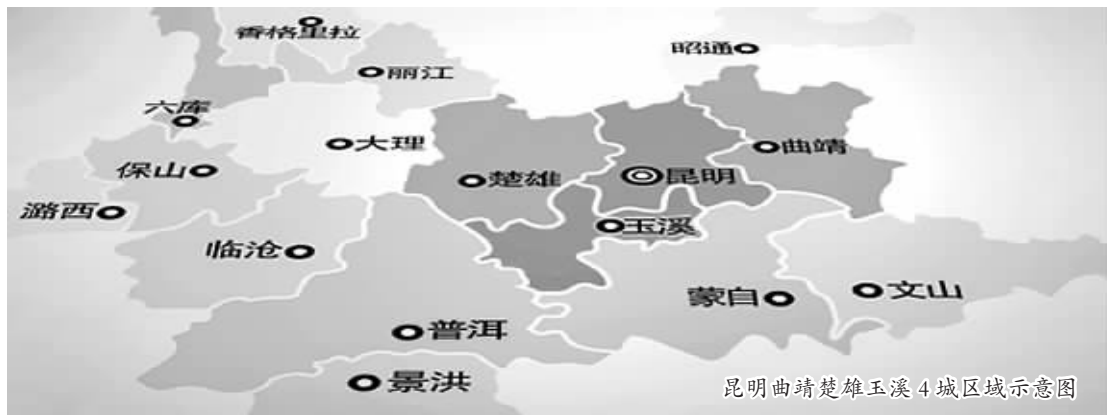 香格里拉
昭通
丽江
六库
大理
曲靖
保山
楚雄
昆明
潞西
玉溪
临沧
蒙自
文山
普洱
景洪
昆明曲靖楚雄玉溪4城区域示意图